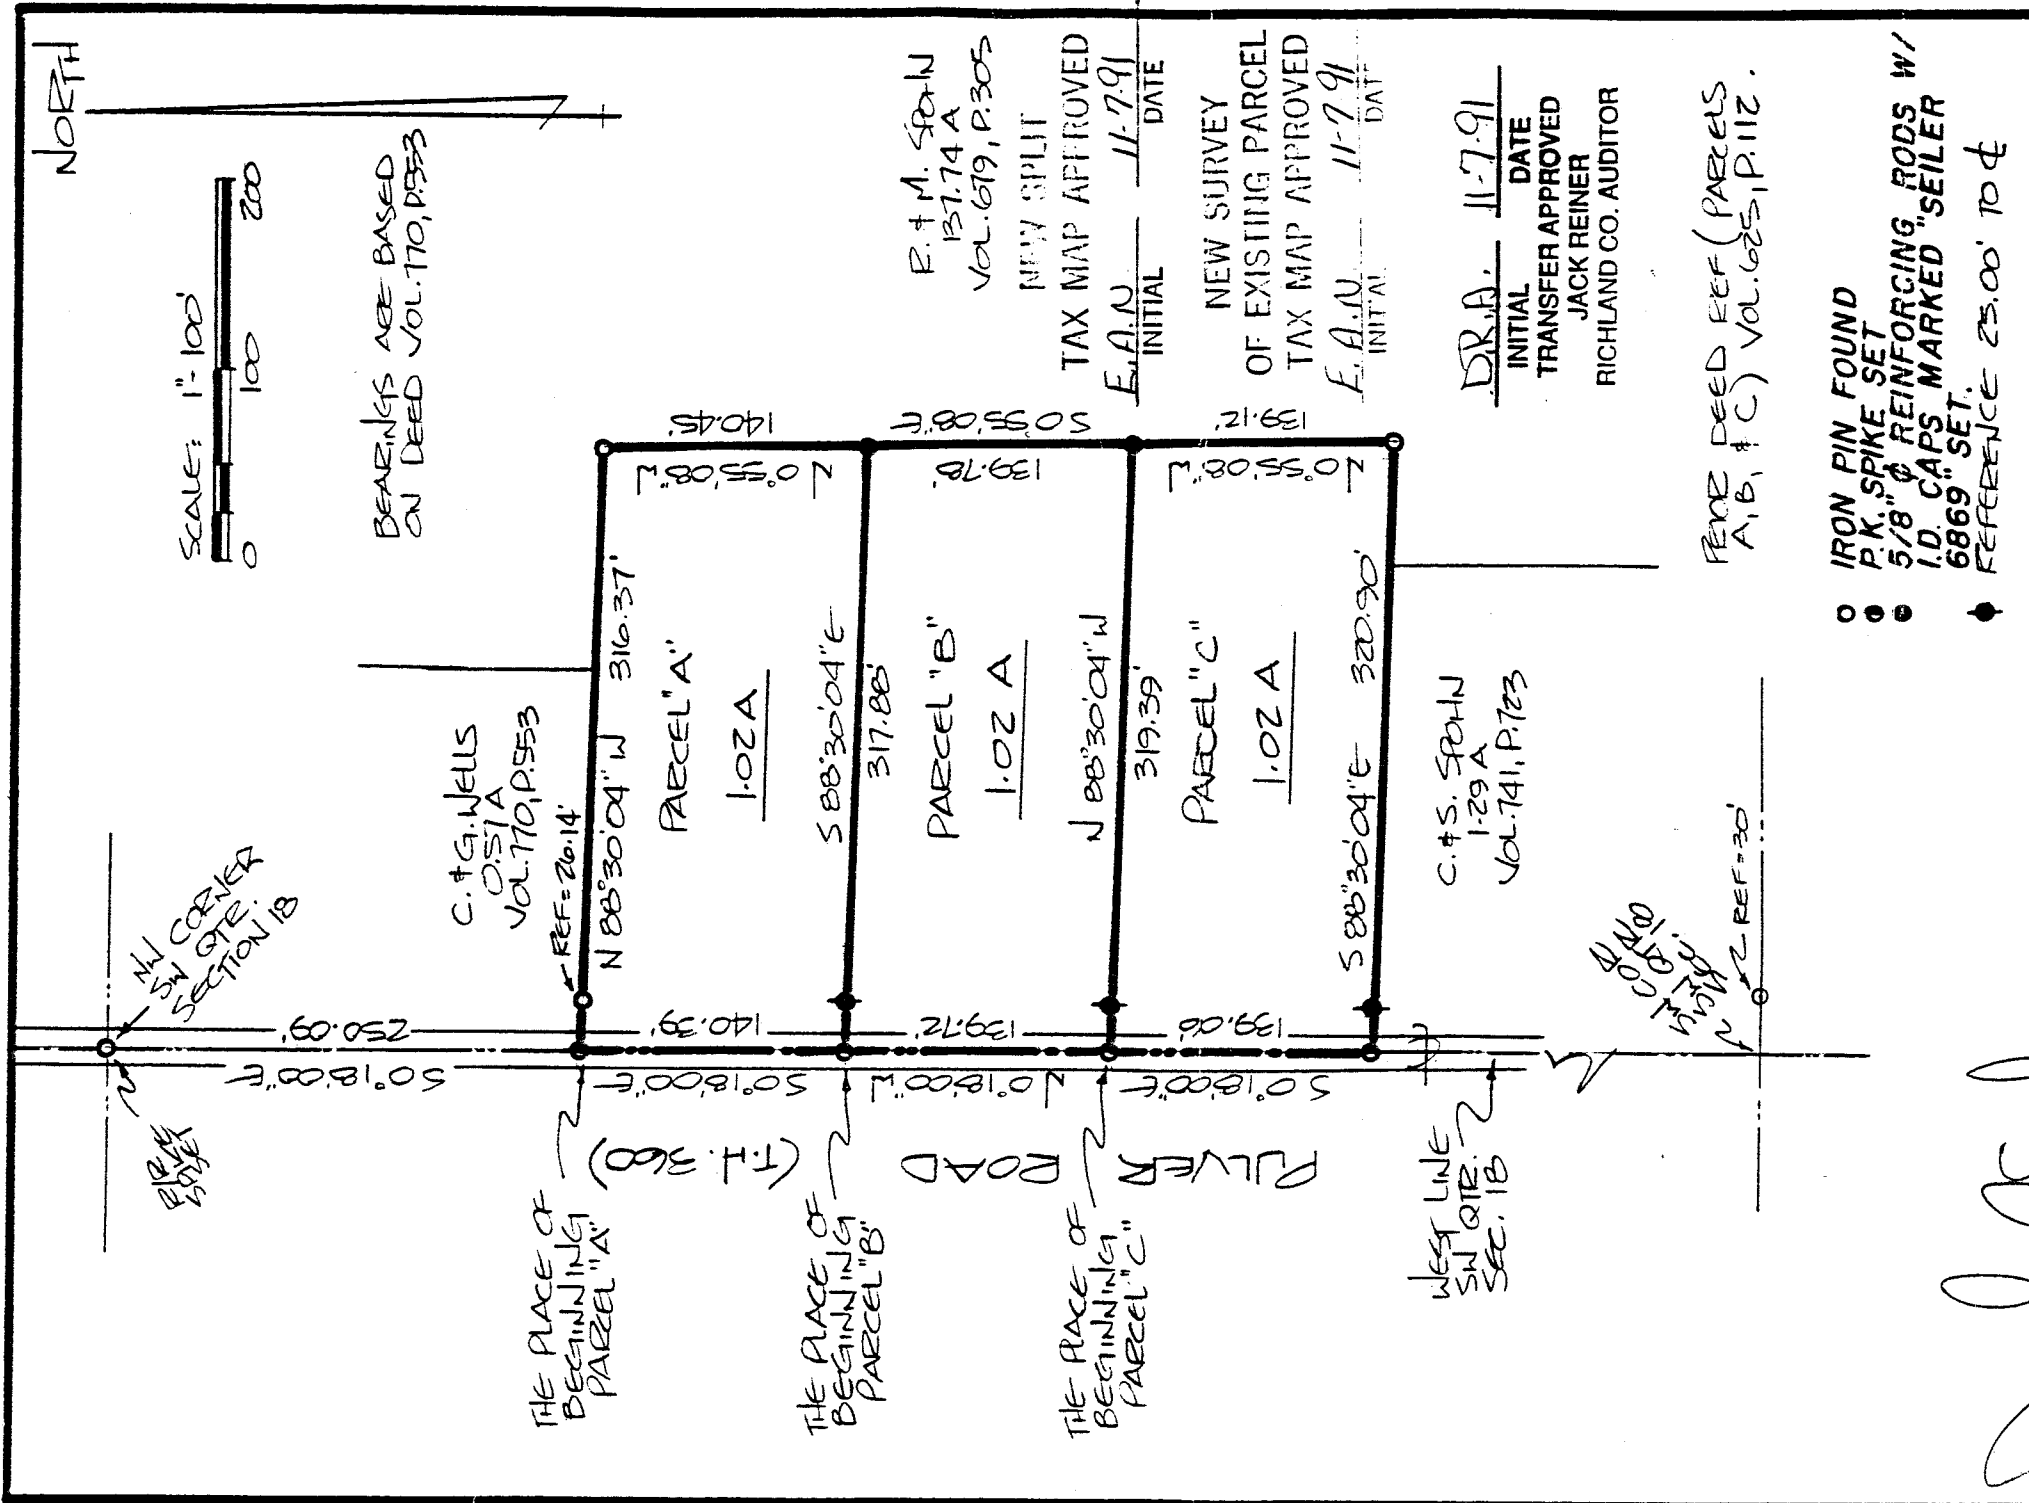 NORTH
SCALE: 1"=100'
0 100 200
BEARINGS ARE BASED
ON DEED VOL.770, P.553
NW CORNER
SW QTR.
SECTION 18
R/R
SPIKE
S 0°18'00"E
250.09'
C. & G. WELLS
0.57 A
VOL.770, P.553
REF=26.14'
N 88°30'04" W 316.37'
PARCEL "A"
1.02 A
140.45'
N 0°55'08" W
S 0°18'00"E
140.39'
THE PLACE OF
BEGINNING
PARCEL "A"
S 88°30'04" E
317.88'
PARCEL "B"
1.02 A
S 0°55'08"E
139.78'
N 0°18'00"W
139.72'
THE PLACE OF
BEGINNING
PARCEL "B"
N 88°30'04" W
319.39'
PARCEL "C"
1.02 A
139.12'
N 0°55'08" W
S 0°18'00"E
139.06'
THE PLACE OF
BEGINNING
PARCEL "C"
S 88°30'04"E 320.90'
PULVER ROAD (T.H. 360)
C. & S. SPOHN
1.29 A
VOL.741, P.723
WEST LINE
SW QTR.
SEC. 18
REF=30'
R. & M. SPOHN
137.74 A
VOL.679, P.305
NEW SPLIT
TAX MAP APPROVED
E.A.N. 11-7-91
INITIAL DATE
NEW SURVEY
OF EXISTING PARCEL
TAX MAP APPROVED
E.A.N. 11-7-91
INITIAL DATE
D.R.A. 11-7-91
INITIAL DATE
TRANSFER APPROVED
JACK REINER
RICHLAND CO. AUDITOR
PRIOR DEED REF (PARCELS
A, B, & C) VOL.625, P.112.
IRON PIN FOUND
P.K. SPIKE SET
5/8" Φ REINFORCING RODS W/
I.D. CAPS MARKED "SEILER
6869" SET.
REFERENCE 25.00' TO ℄